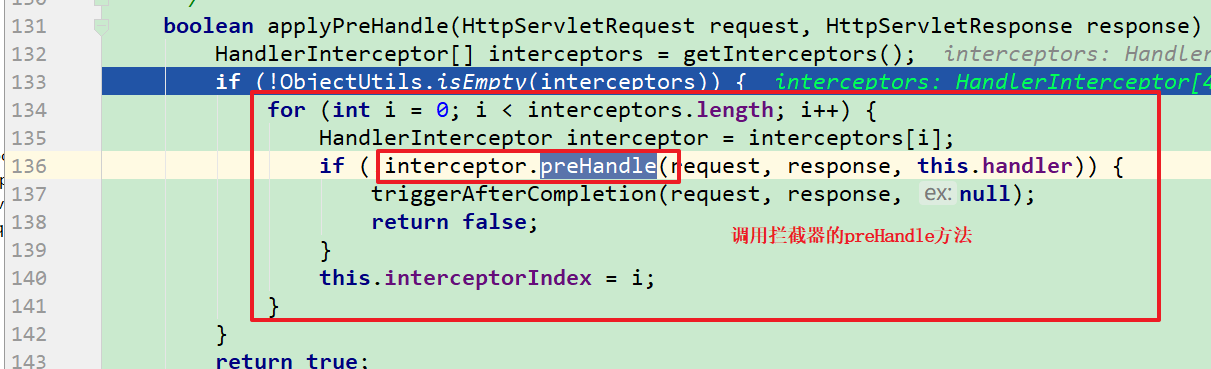 131 boolean applyPreHandle(HttpServletRequest request, HttpServletResponse response)
132 HandlerInterceptor[] interceptors = getInterceptors(); interceptors: Handler
133 if (!ObjectUtils.isEmpty(interceptors)) { interceptors: HandlerInterceptor[4
134 for (int i = 0; i < interceptors.length; i++) {
135 HandlerInterceptor interceptor = interceptors[i];
136 if ( interceptor.preHandle(request, response, this.handler)) {
137 triggerAfterCompletion(request, response, ex: null);
138 return false;
调用拦截器的preHandle方法
139 }
140 this.interceptorIndex = i;
141 }
142 }
143 return true;